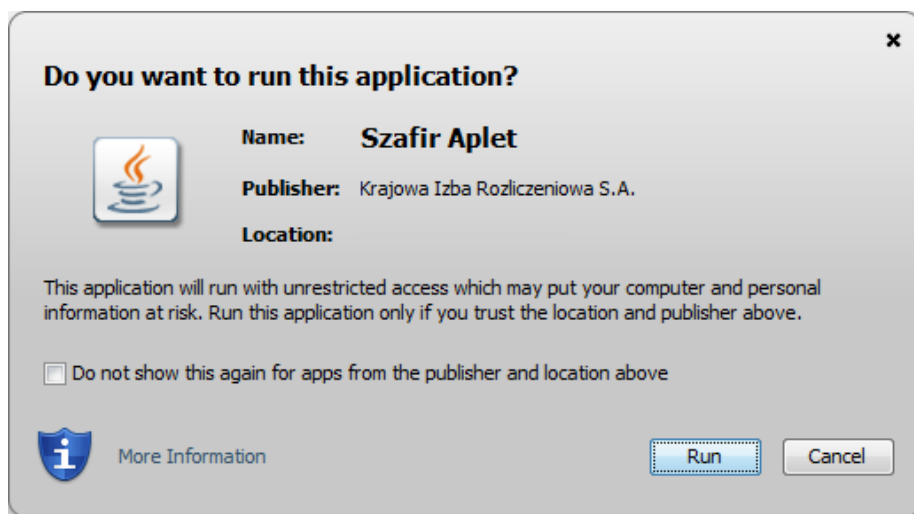 Do you want to run this application?
Name: Szafir Aplet
Publisher: Krajowa Izba Rozliczeniowa S.A.
Location:
This application will run with unrestricted access which may put your computer and personal
information at risk. Run this application only if you trust the location and publisher above.
Do not show this again for apps from the publisher and location above
More Information Run Cancel